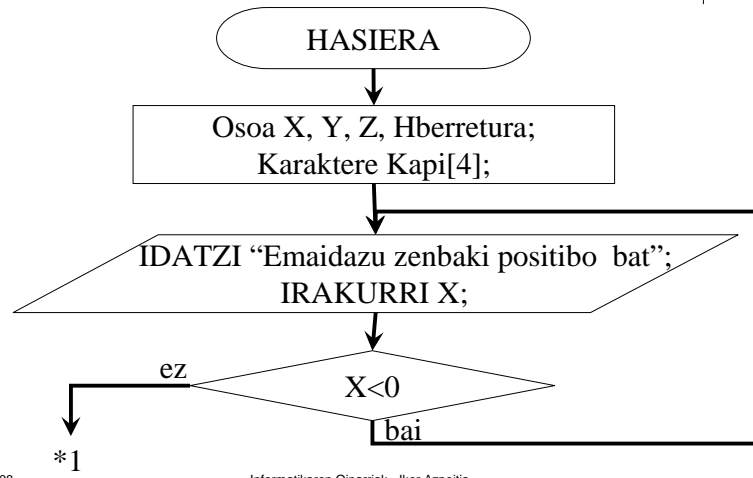 HASIERA
Osoa X, Y, Z, Hberretura;
Karaktere Kapi[4];
IDATZI “Emaidazu zenbaki positibo bat”;
IRAKURRI X;
ez
X<0
bai
*1